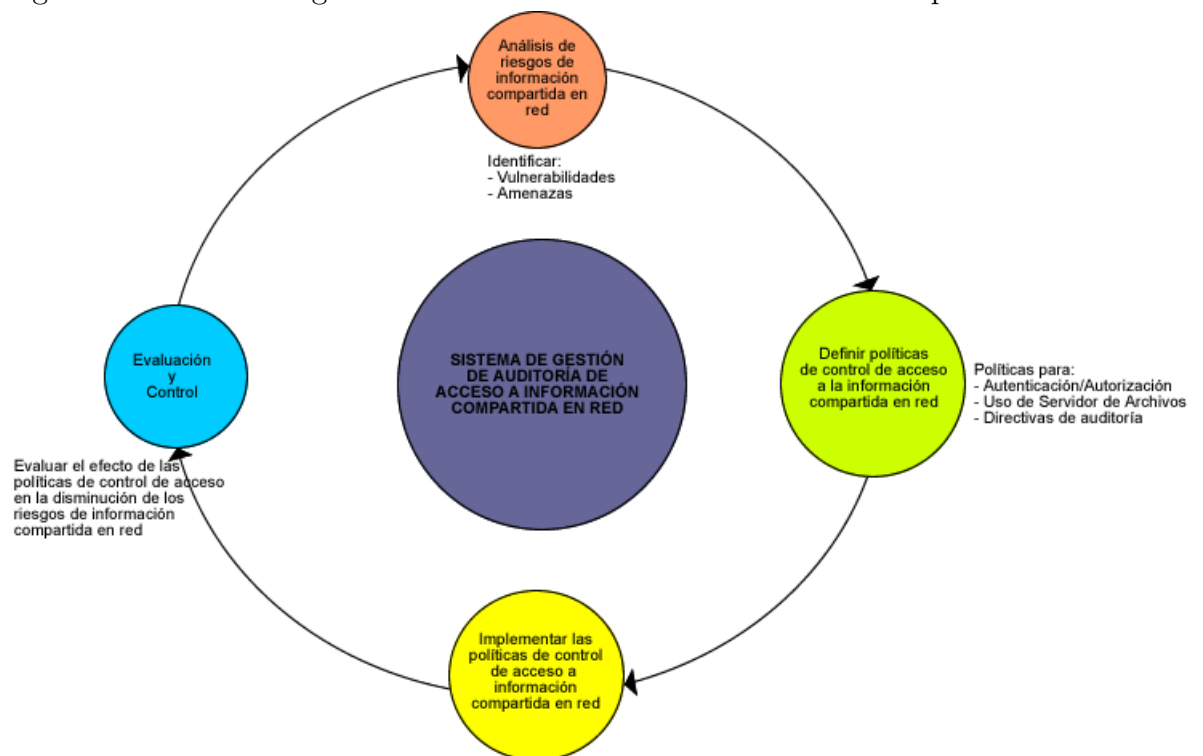 Análisis de
riesgos de
información
compartida en
red
Identificar:
- Vulnerabilidades
- Amenazas
Definir políticas
de control de acceso
a la información
compartida en red
Políticas para:
- Autenticación/Autorización
- Uso de Servidor de Archivos
- Directivas de auditoría
SISTEMA DE GESTIÓN
DE AUDITORÍA DE
ACCESO A INFORMACIÓN
COMPARTIDA EN RED
Evaluación
y
Control
Evaluar el efecto de las
políticas de control de acceso
en la disminución de los
riesgos de información
compartida en red
Implementar las
políticas de control
de acceso a
información
compartida en red